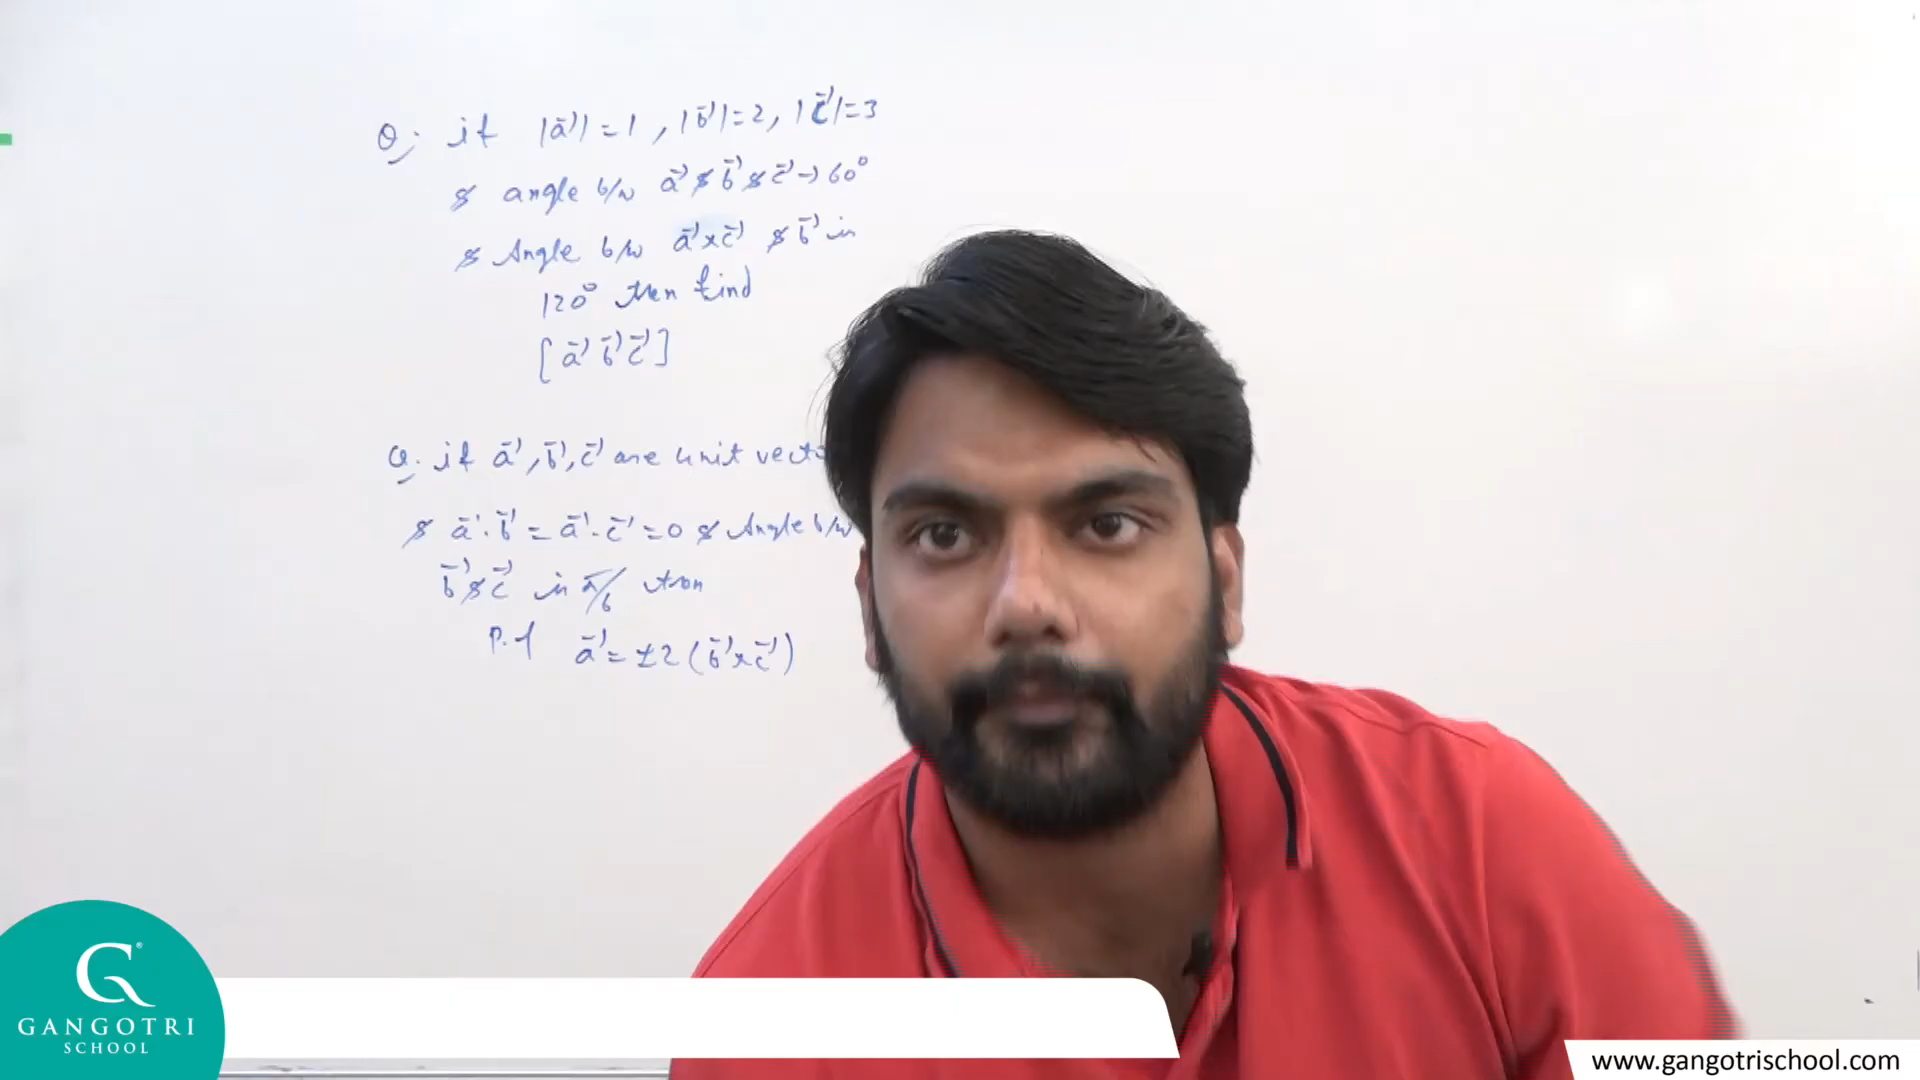 Q. if |a⃗| = 1, |b⃗| = 2, |c⃗| = 3
& angle b/w a⃗ & b⃗ & c⃗ → 60°
& Angle b/w a⃗ × c⃗ & b⃗ is
120° then find
[a⃗ b⃗ c⃗]
Q. if a⃗, b⃗, c⃗ are unit vecto
& a⃗ · b⃗ = a⃗ · c⃗ = 0 & Angle b/w
b⃗ & c⃗ is π/6 then
P.T a⃗ = ±2 (b⃗ × c⃗)
G®
GANGOTRI
SCHOOL
www.gangotrischool.com